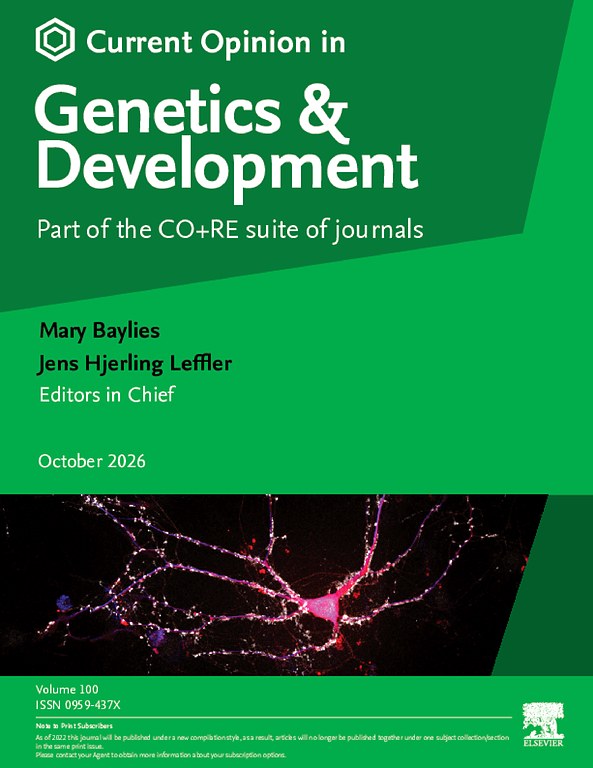 Current Opinion in
Genetics &
Development
Part of the CO+RE suite of journals
Mary Baylies
Jens Hjerling Leffler
Editors in Chief
October 2026
Volume 100
ISSN 0959-437X
Note to Print Subscribers
As of 2022 this journal will be published under a new compilation style, as a result, articles will no longer be published together under one subject collection/section
in the same print issue.
Please contact your Agent to obtain more information about your subscription options.
ELSEVIER